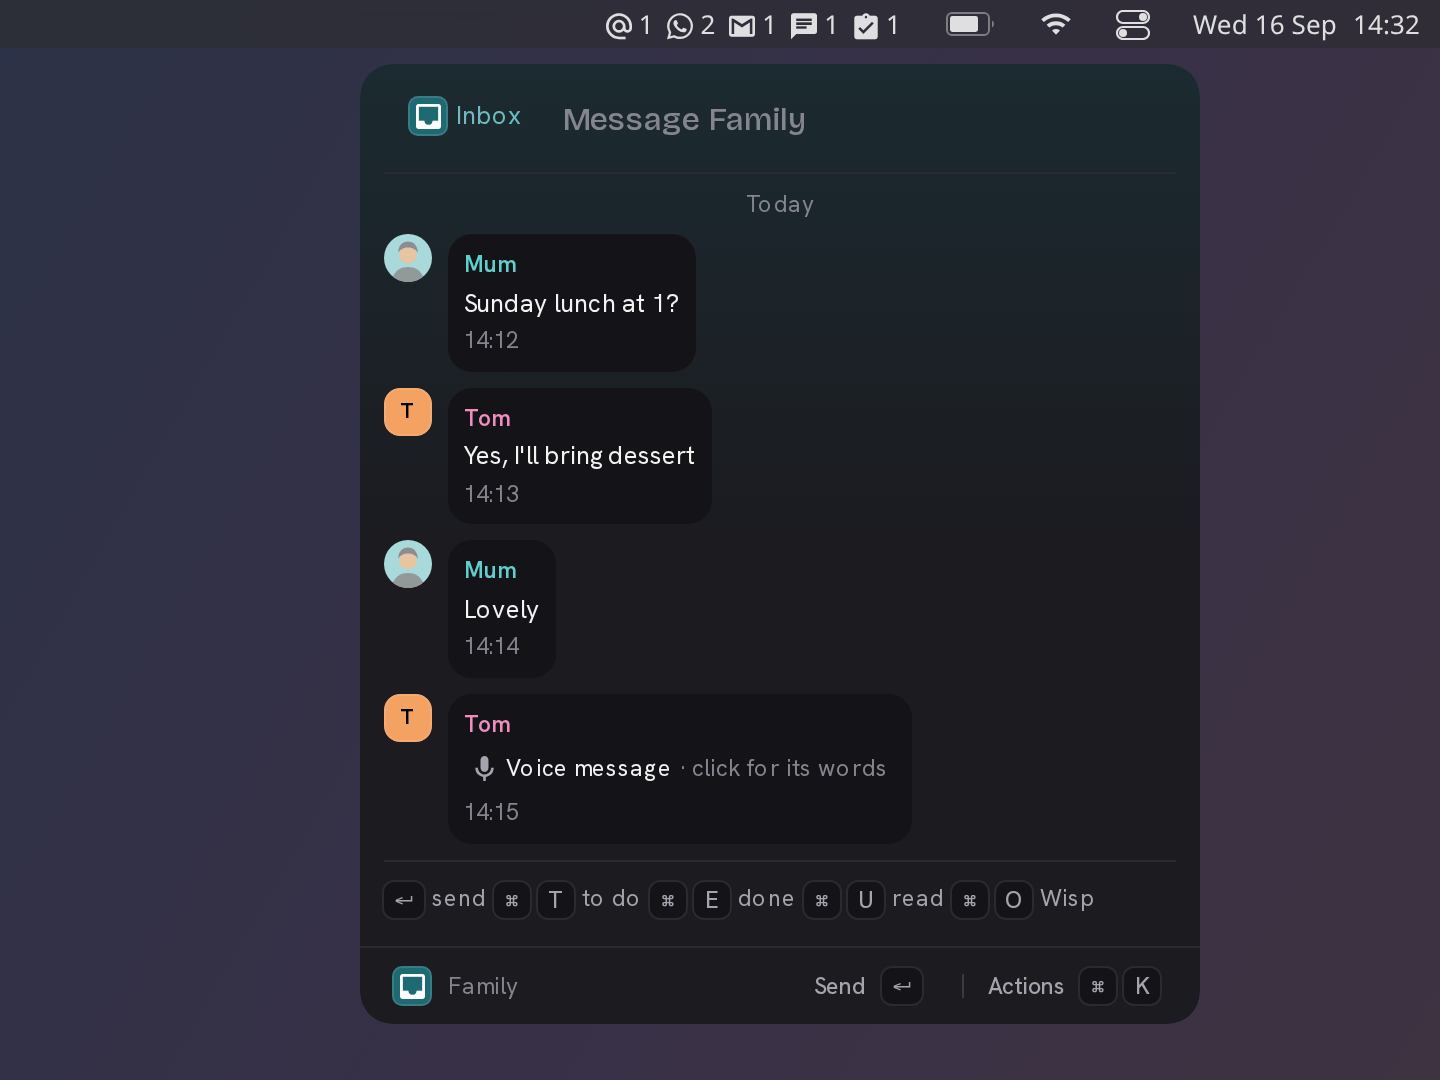 1 2 1 1 1 Wed 16 Sep 14:32
Inbox Message Family
Today
Mum
Sunday lunch at 1?
14:12
T Tom
Yes, I'll bring dessert
14:13
Mum
Lovely
14:14
T Tom
Voice message · click for its words
14:15
↵ send ⌘ T to do ⌘ E done ⌘ U read ⌘ O Wisp
Family Send ↵ Actions ⌘ K